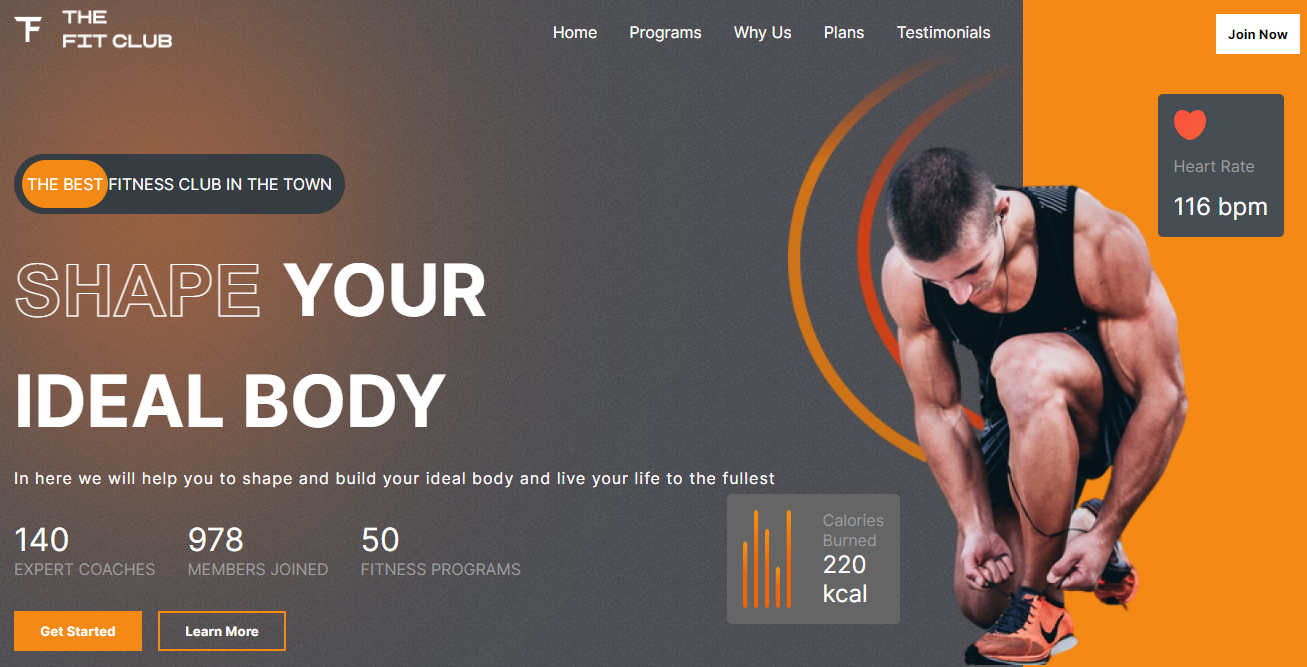 THE
FIT CLUB
Home
Programs
Why Us
Plans
Testimonials
Join Now
Heart Rate
116 bpm
THE BEST FITNESS CLUB IN THE TOWN
SHAPE YOUR
IDEAL BODY
In here we will help you to shape and build your ideal body and live your life to the fullest
140
EXPERT COACHES
978
MEMBERS JOINED
50
FITNESS PROGRAMS
Calories
Burned
220
kcal
Get Started
Learn More